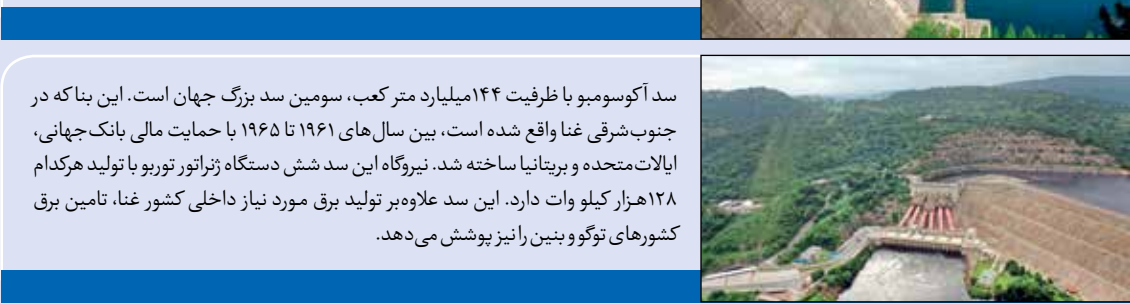 سد آکوسومبو با ظرفیت ۱۴۴میلیارد متر کعب، سومین سد بزرگ جهان است. این بنا که در
جنوب‌شرقی غنا واقع شده است، بین سال‌های ۱۹۶۱ تا ۱۹۶۵ با حمایت مالی بانک‌جهانی،
ایالات‌متحده و بریتانیا ساخته شد. نیروگاه این سد شش دستگاه ژنراتور توربو با تولید هرکدام
۱۲۸هزار کیلو وات دارد. این سد علاوه‌بر تولید برق مورد نیاز داخلی کشور غنا، تامین برق
کشورهای توگو و بنین را نیز پوشش می‌دهد.